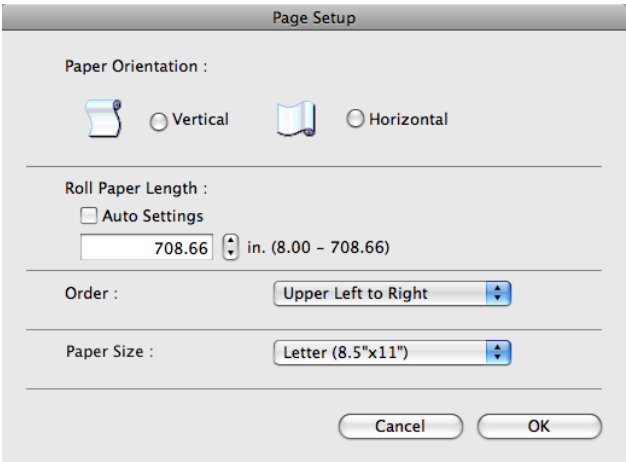 Page Setup
Paper Orientation :
Vertical
Horizontal
Roll Paper Length :
Auto Settings
708.66 in. (8.00 - 708.66)
Order : Upper Left to Right
Paper Size : Letter (8.5"x11")
Cancel OK